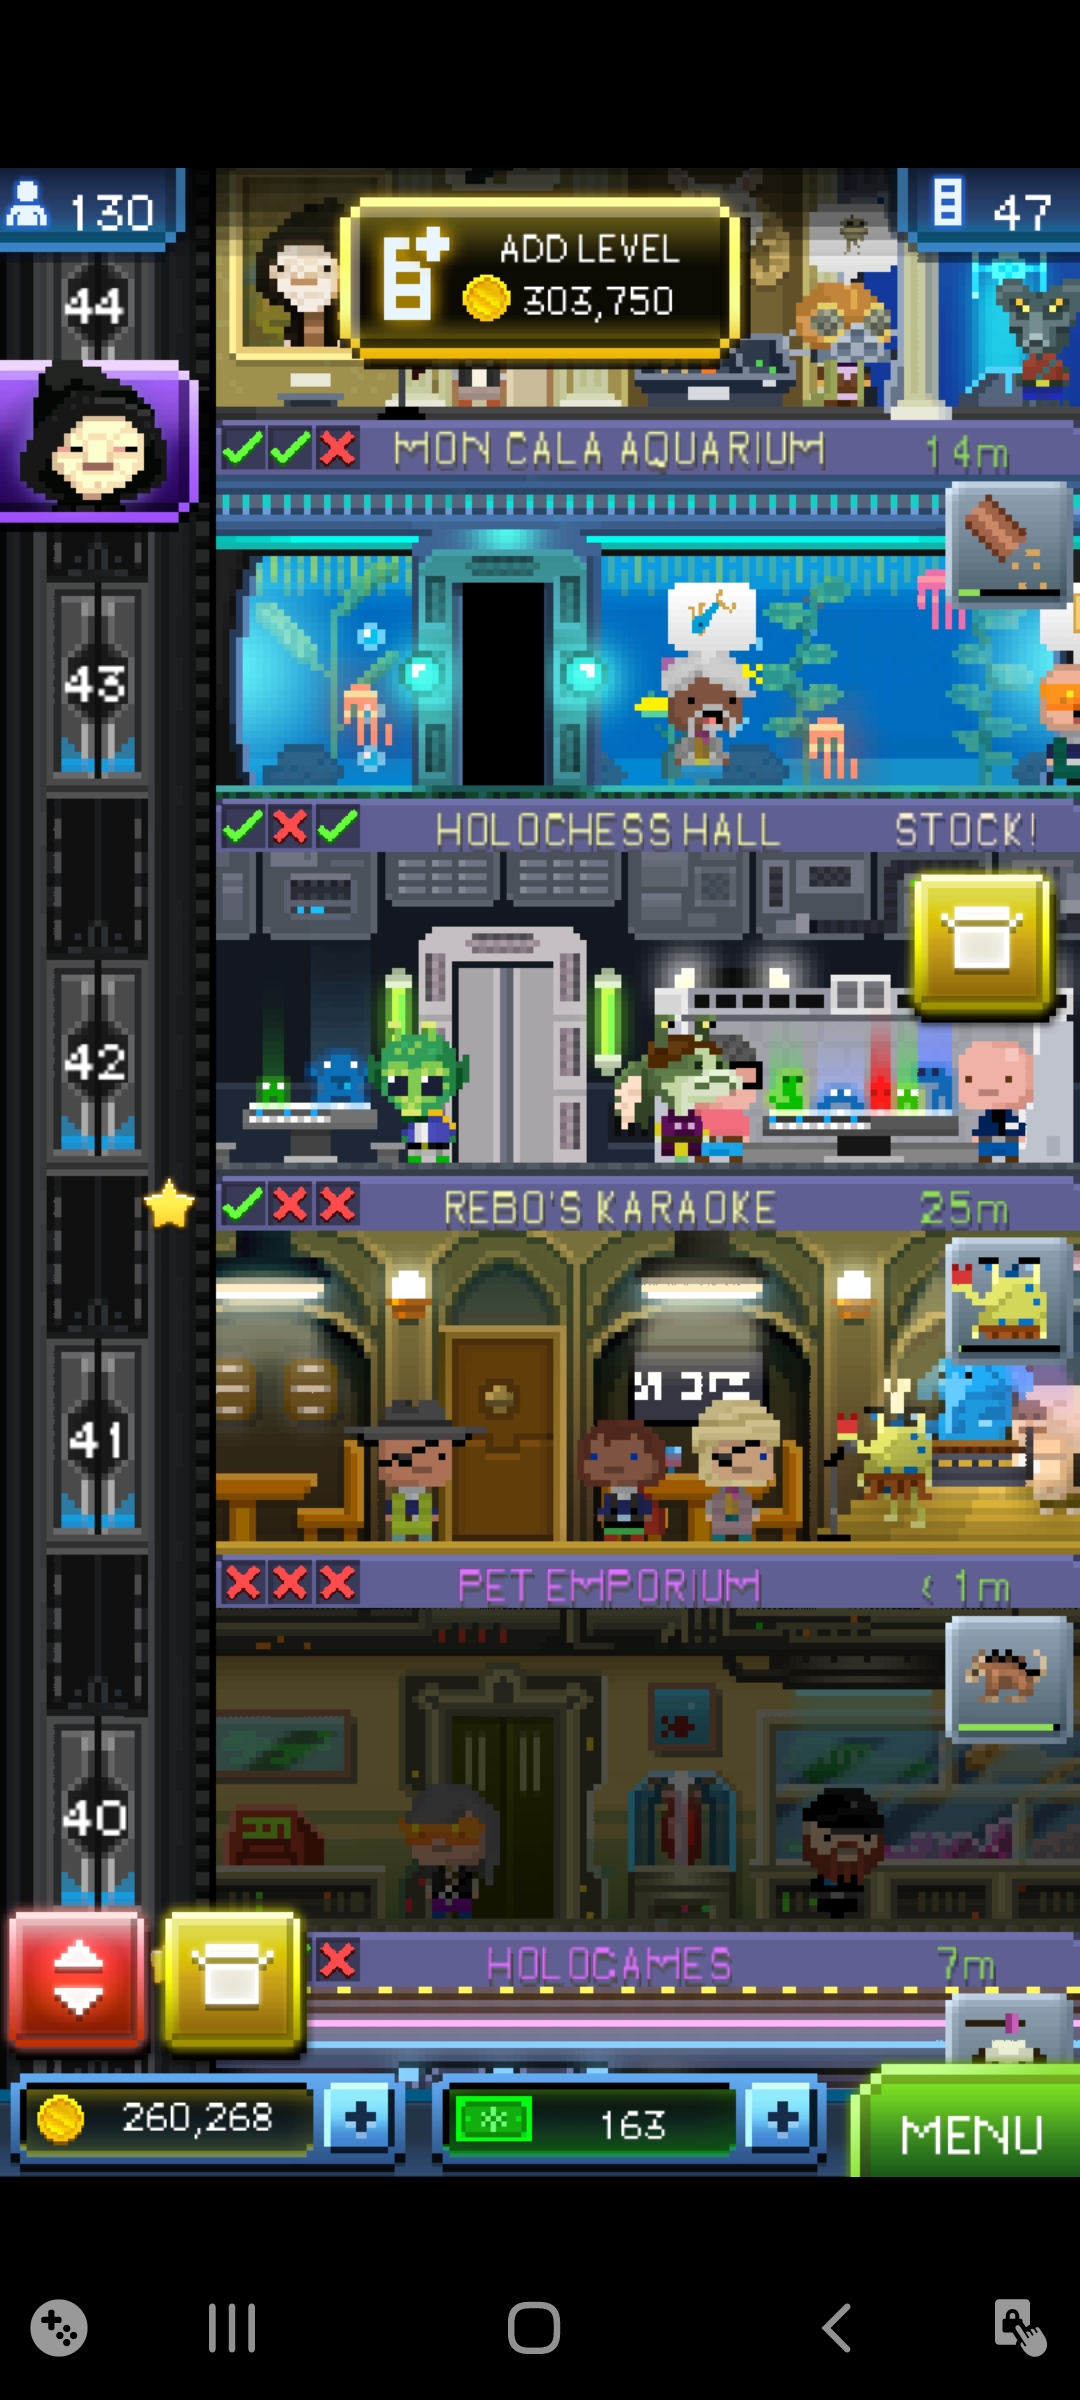 130
ADD LEVEL
303,750
47
44
MON CALA AQUARIUM 14m
43
HOLOCHESS HALL STOCK!
42
REBO'S KARAOKE 25m
41
PET EMPORIUM < 1m
40
HOLOGAMES 7m
260,268
163
MENU